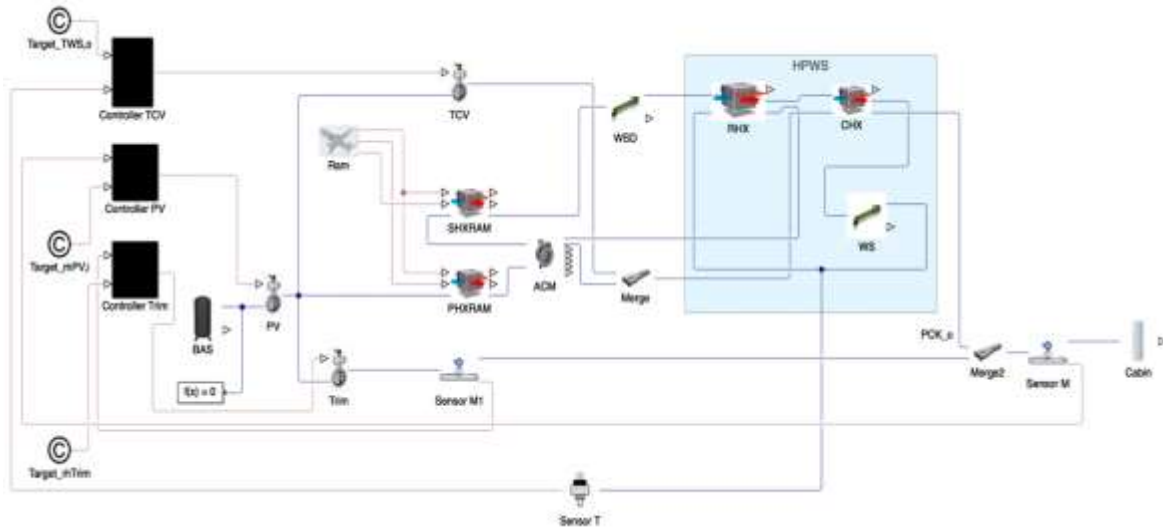 Target_TWS,o
Controller TCV
TCV
HPWS
RHX
CHX
WBD
Ram
Controller PV
SHXRAM
WS
Target_mPV,i
ACM
Merge
Controller Trim
PHXRAM
PV
BAS
PCK_o
Merge2
Sensor M
Cabin
f(x) = 0
Trim
Sensor M1
Target_mTrim
Sensor T